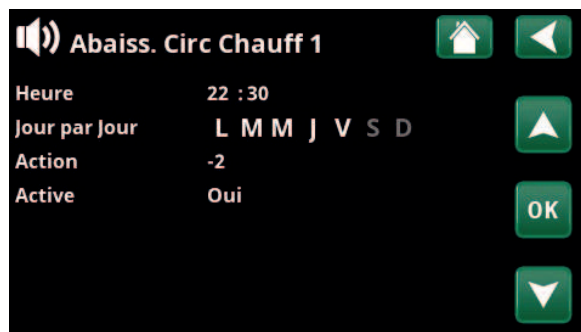 Abaiss. Circ Chauff 1
Heure 22 :30
Jour par Jour L M M J V S D
Action -2
Active Oui
OK